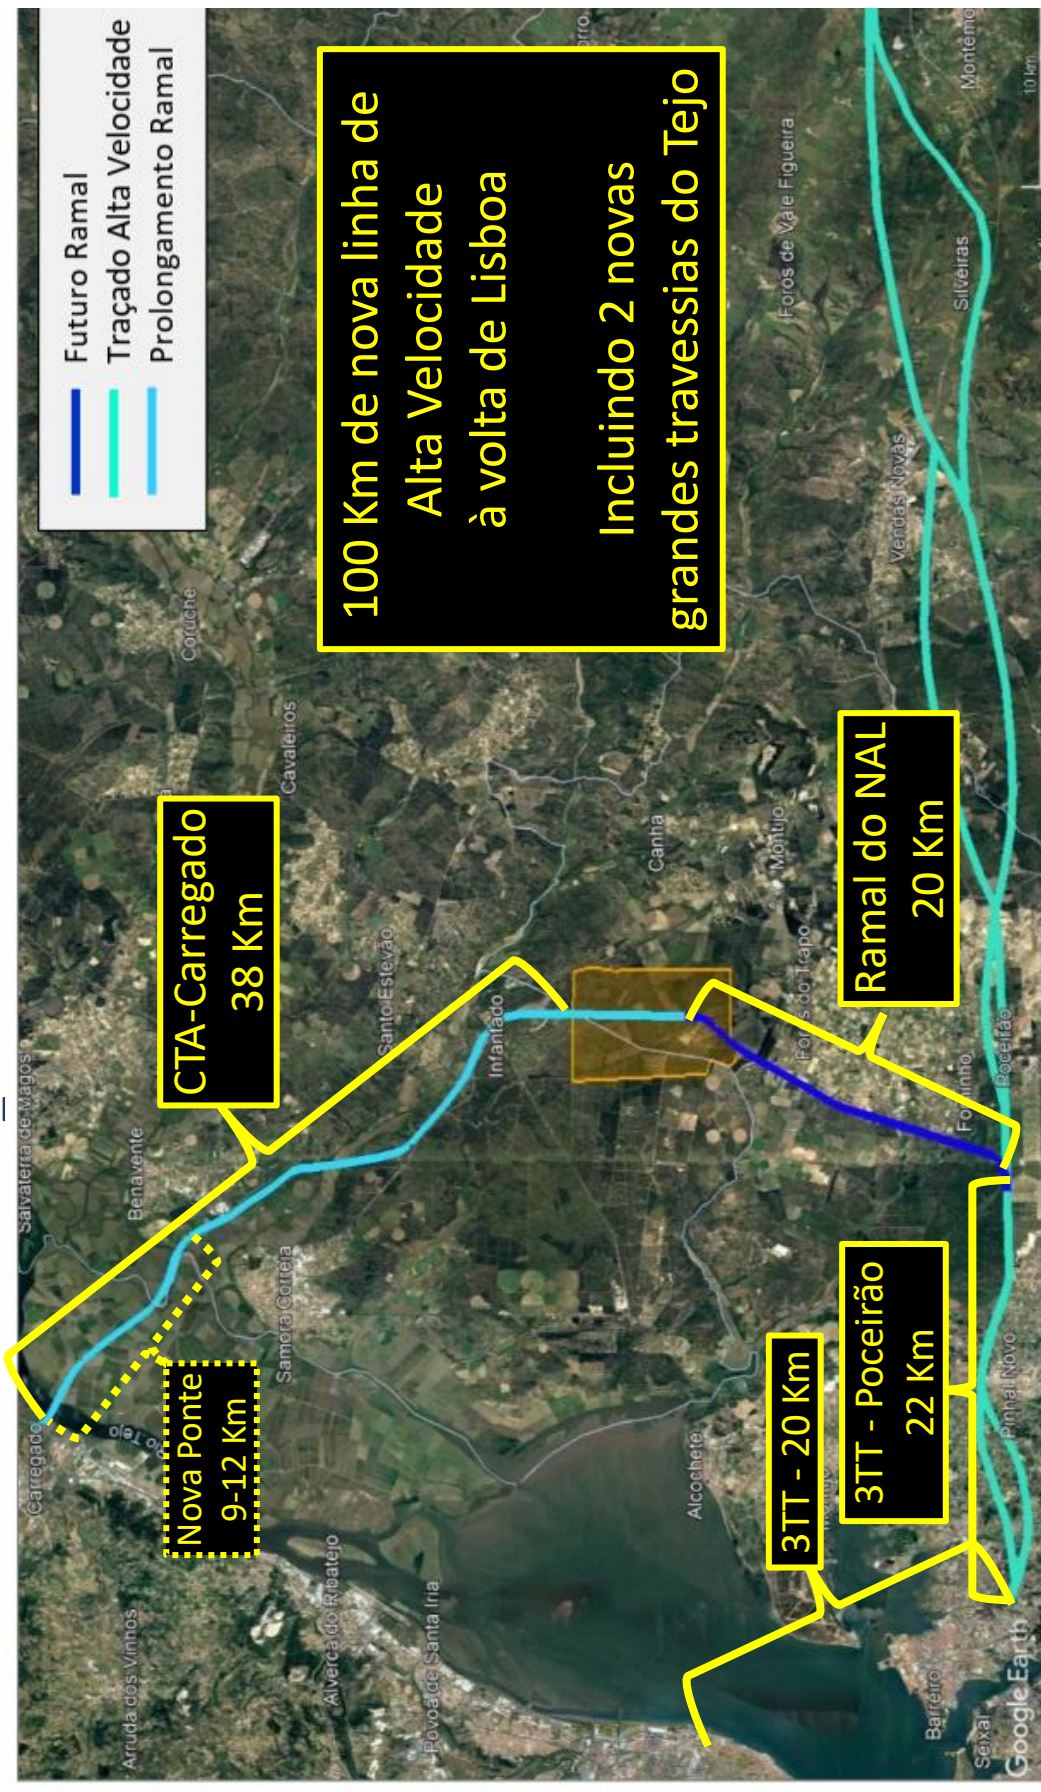 Futuro Ramal
Traçado Alta Velocidade
Prolongamento Ramal
100 Km de nova linha de
Alta Velocidade
à volta de Lisboa
Incluindo 2 novas
grandes travessias do Tejo
CTA-Carregado
38 Km
Nova Ponte
9-12 Km
Ramal do NAL
20 Km
3TT - 20 Km
3TT - Poceirão
22 Km
Carregado
Salvaterra de Magos
Benavente
Coruche
Arruda dos Vinhos
Samora Correia
Cavaleiros
Alverca do Ribatejo
Santo Estevão
Póvoa de Santa Iria
Infantado
Canha
Alcochete
Montijo
Foros do Trapo
Foros de Vale Figueira
Vendas Novas
Silveiras
Barreiro
Seixal
Pinhal Novo
Poceirão
Google Earth
10 km